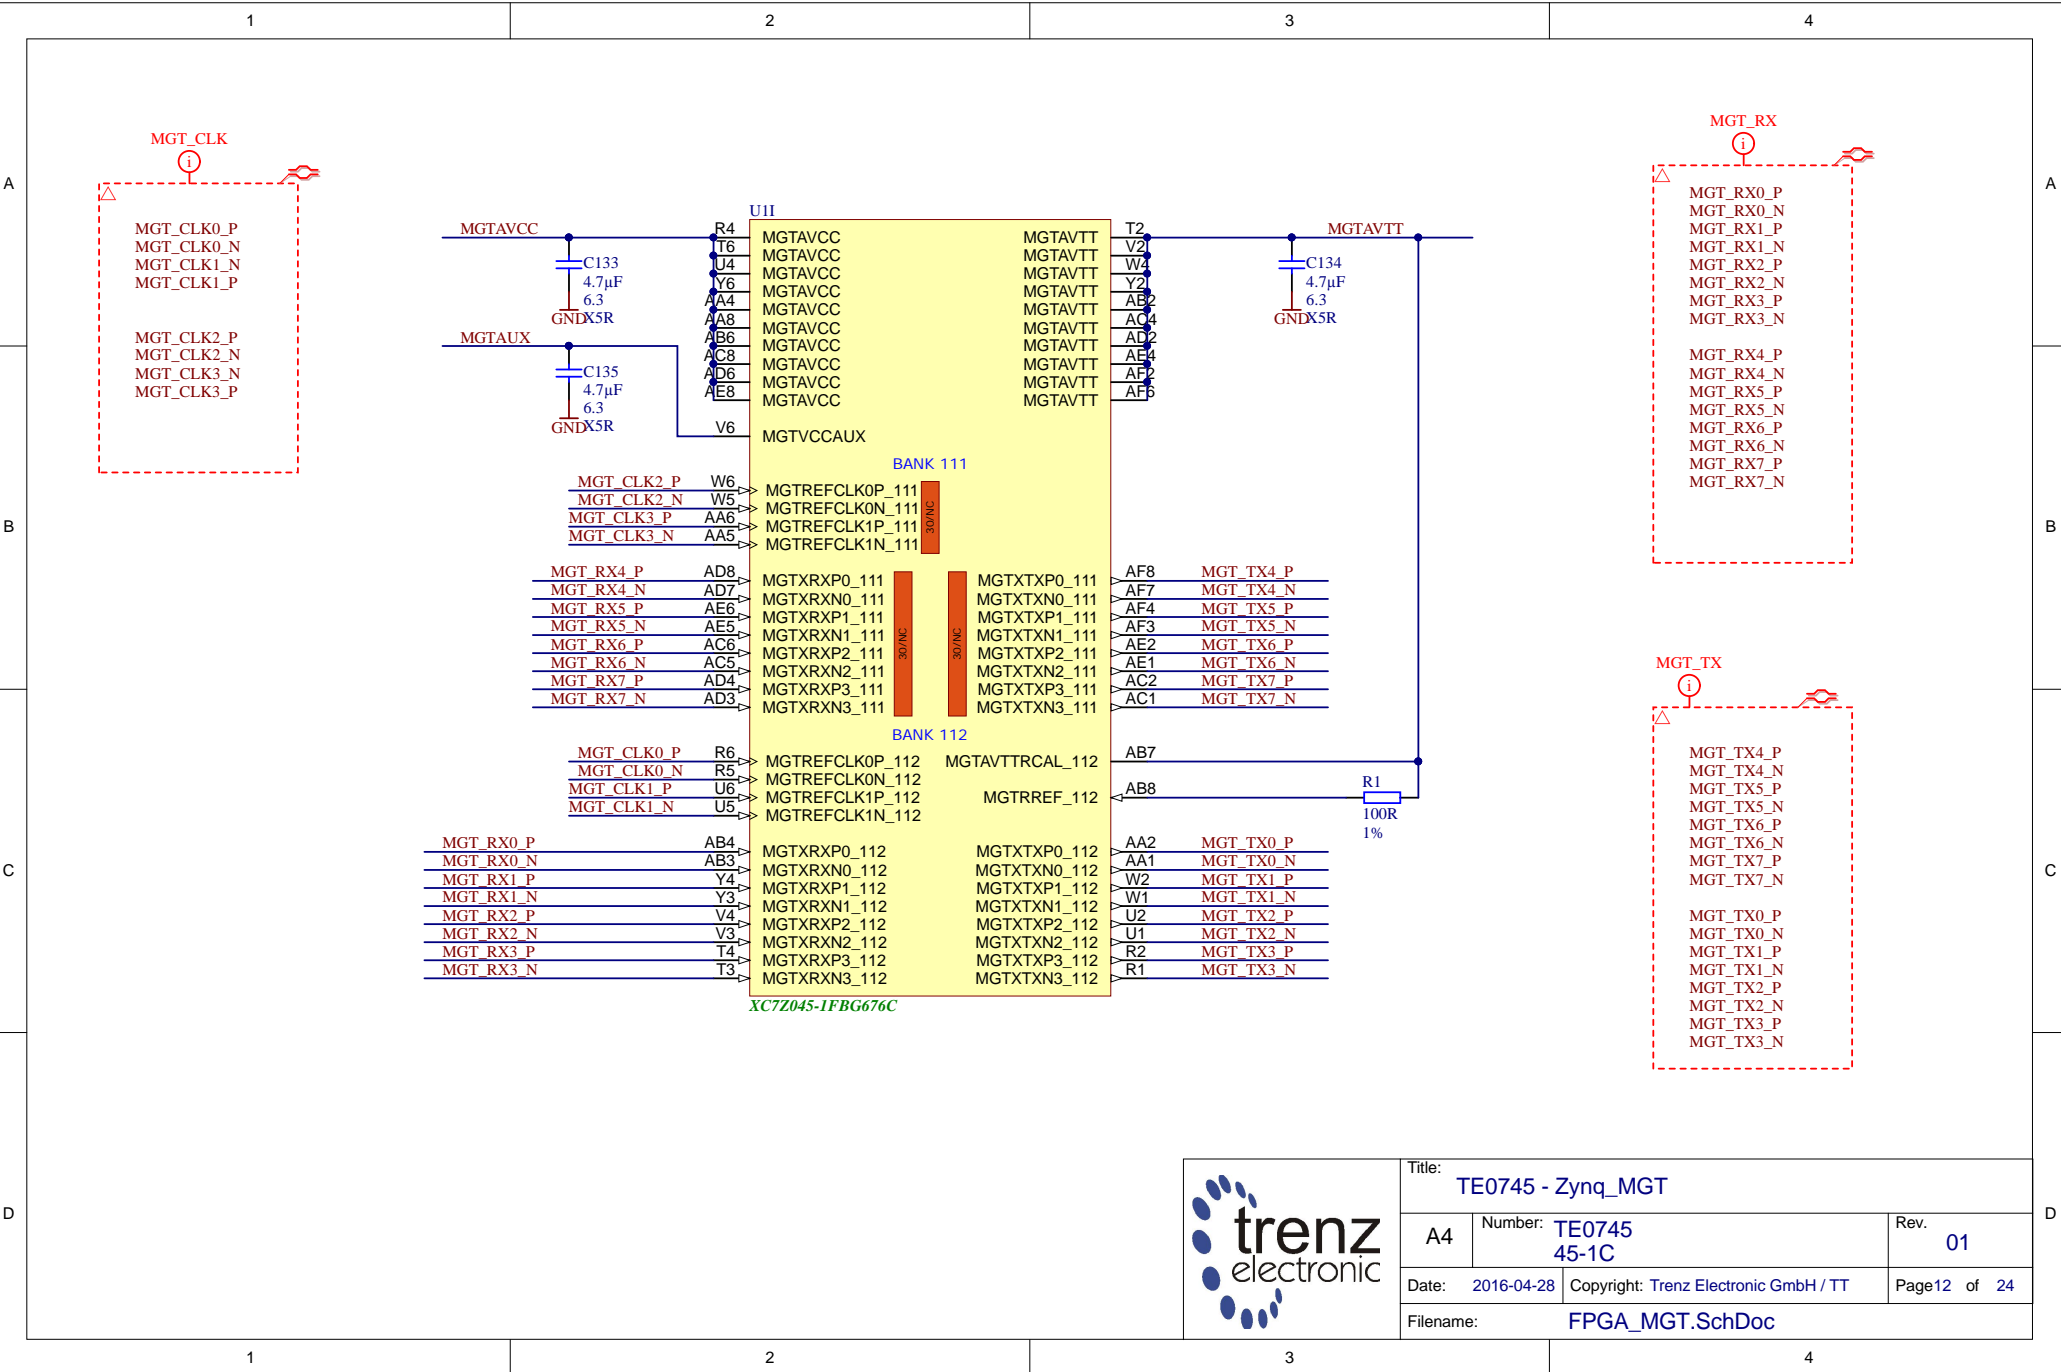 1 2 3 4
A A
B B
C C
D D
1 2 3 4
MGT_CLK
i
MGT_CLK0_P
MGT_CLK0_N
MGT_CLK1_N
MGT_CLK1_P
MGT_CLK2_P
MGT_CLK2_N
MGT_CLK3_N
MGT_CLK3_P
MGTAVCC
C133
4.7µF
6.3
X5R
GND
MGTAUX
C135
4.7µF
6.3
X5R
GND
U1I
R4 MGTAVCC MGTAVTT T2
T6 MGTAVCC MGTAVTT V2
U4 MGTAVCC MGTAVTT W4
Y6 MGTAVCC MGTAVTT Y2
AA4 MGTAVCC MGTAVTT AB2
AA8 MGTAVCC MGTAVTT AC4
AB6 MGTAVCC MGTAVTT AD2
AC8 MGTAVCC MGTAVTT AE4
AD6 MGTAVCC MGTAVTT AF2
AE8 MGTAVCC MGTAVTT AF6
V6 MGTVCCAUX
MGTAVTT
C134
4.7µF
6.3
X5R
GND
BANK 111
MGT_CLK2_P W6 MGTREFCLK0P_111
MGT_CLK2_N W5 MGTREFCLK0N_111
MGT_CLK3_P AA6 MGTREFCLK1P_111
MGT_CLK3_N AA5 MGTREFCLK1N_111
30/NC
MGT_RX4_P AD8 MGTXRXP0_111 MGTXTXP0_111 AF8 MGT_TX4_P
MGT_RX4_N AD7 MGTXRXN0_111 MGTXTXN0_111 AF7 MGT_TX4_N
MGT_RX5_P AE6 MGTXRXP1_111 MGTXTXP1_111 AF4 MGT_TX5_P
MGT_RX5_N AE5 MGTXRXN1_111 MGTXTXN1_111 AF3 MGT_TX5_N
MGT_RX6_P AC6 MGTXRXP2_111 MGTXTXP2_111 AE2 MGT_TX6_P
MGT_RX6_N AC5 MGTXRXN2_111 MGTXTXN2_111 AE1 MGT_TX6_N
MGT_RX7_P AD4 MGTXRXP3_111 MGTXTXP3_111 AC2 MGT_TX7_P
MGT_RX7_N AD3 MGTXRXN3_111 MGTXTXN3_111 AC1 MGT_TX7_N
30/NC 30/NC
BANK 112
MGT_CLK0_P R6 MGTREFCLK0P_112 MGTAVTTRCAL_112 AB7
MGT_CLK0_N R5 MGTREFCLK0N_112
MGT_CLK1_P U6 MGTREFCLK1P_112 MGTRREF_112 AB8
MGT_CLK1_N U5 MGTREFCLK1N_112
R1
100R
1%
MGT_RX0_P AB4 MGTXRXP0_112 MGTXTXP0_112 AA2 MGT_TX0_P
MGT_RX0_N AB3 MGTXRXN0_112 MGTXTXN0_112 AA1 MGT_TX0_N
MGT_RX1_P Y4 MGTXRXP1_112 MGTXTXP1_112 W2 MGT_TX1_P
MGT_RX1_N Y3 MGTXRXN1_112 MGTXTXN1_112 W1 MGT_TX1_N
MGT_RX2_P V4 MGTXRXP2_112 MGTXTXP2_112 U2 MGT_TX2_P
MGT_RX2_N V3 MGTXRXN2_112 MGTXTXN2_112 U1 MGT_TX2_N
MGT_RX3_P T4 MGTXRXP3_112 MGTXTXP3_112 R2 MGT_TX3_P
MGT_RX3_N T3 MGTXRXN3_112 MGTXTXN3_112 R1 MGT_TX3_N
XC7Z045-1FBG676C
MGT_RX
i
MGT_RX0_P
MGT_RX0_N
MGT_RX1_P
MGT_RX1_N
MGT_RX2_P
MGT_RX2_N
MGT_RX3_P
MGT_RX3_N
MGT_RX4_P
MGT_RX4_N
MGT_RX5_P
MGT_RX5_N
MGT_RX6_P
MGT_RX6_N
MGT_RX7_P
MGT_RX7_N
MGT_TX
i
MGT_TX4_P
MGT_TX4_N
MGT_TX5_P
MGT_TX5_N
MGT_TX6_P
MGT_TX6_N
MGT_TX7_P
MGT_TX7_N
MGT_TX0_P
MGT_TX0_N
MGT_TX1_P
MGT_TX1_N
MGT_TX2_P
MGT_TX2_N
MGT_TX3_P
MGT_TX3_N
trenz
electronic
Title:
TE0745 - Zynq_MGT
A4 Number: TE0745
45-1C
Rev.
01
Date: 2016-04-28 Copyright: Trenz Electronic GmbH / TT Page12 of 24
Filename: FPGA_MGT.SchDoc